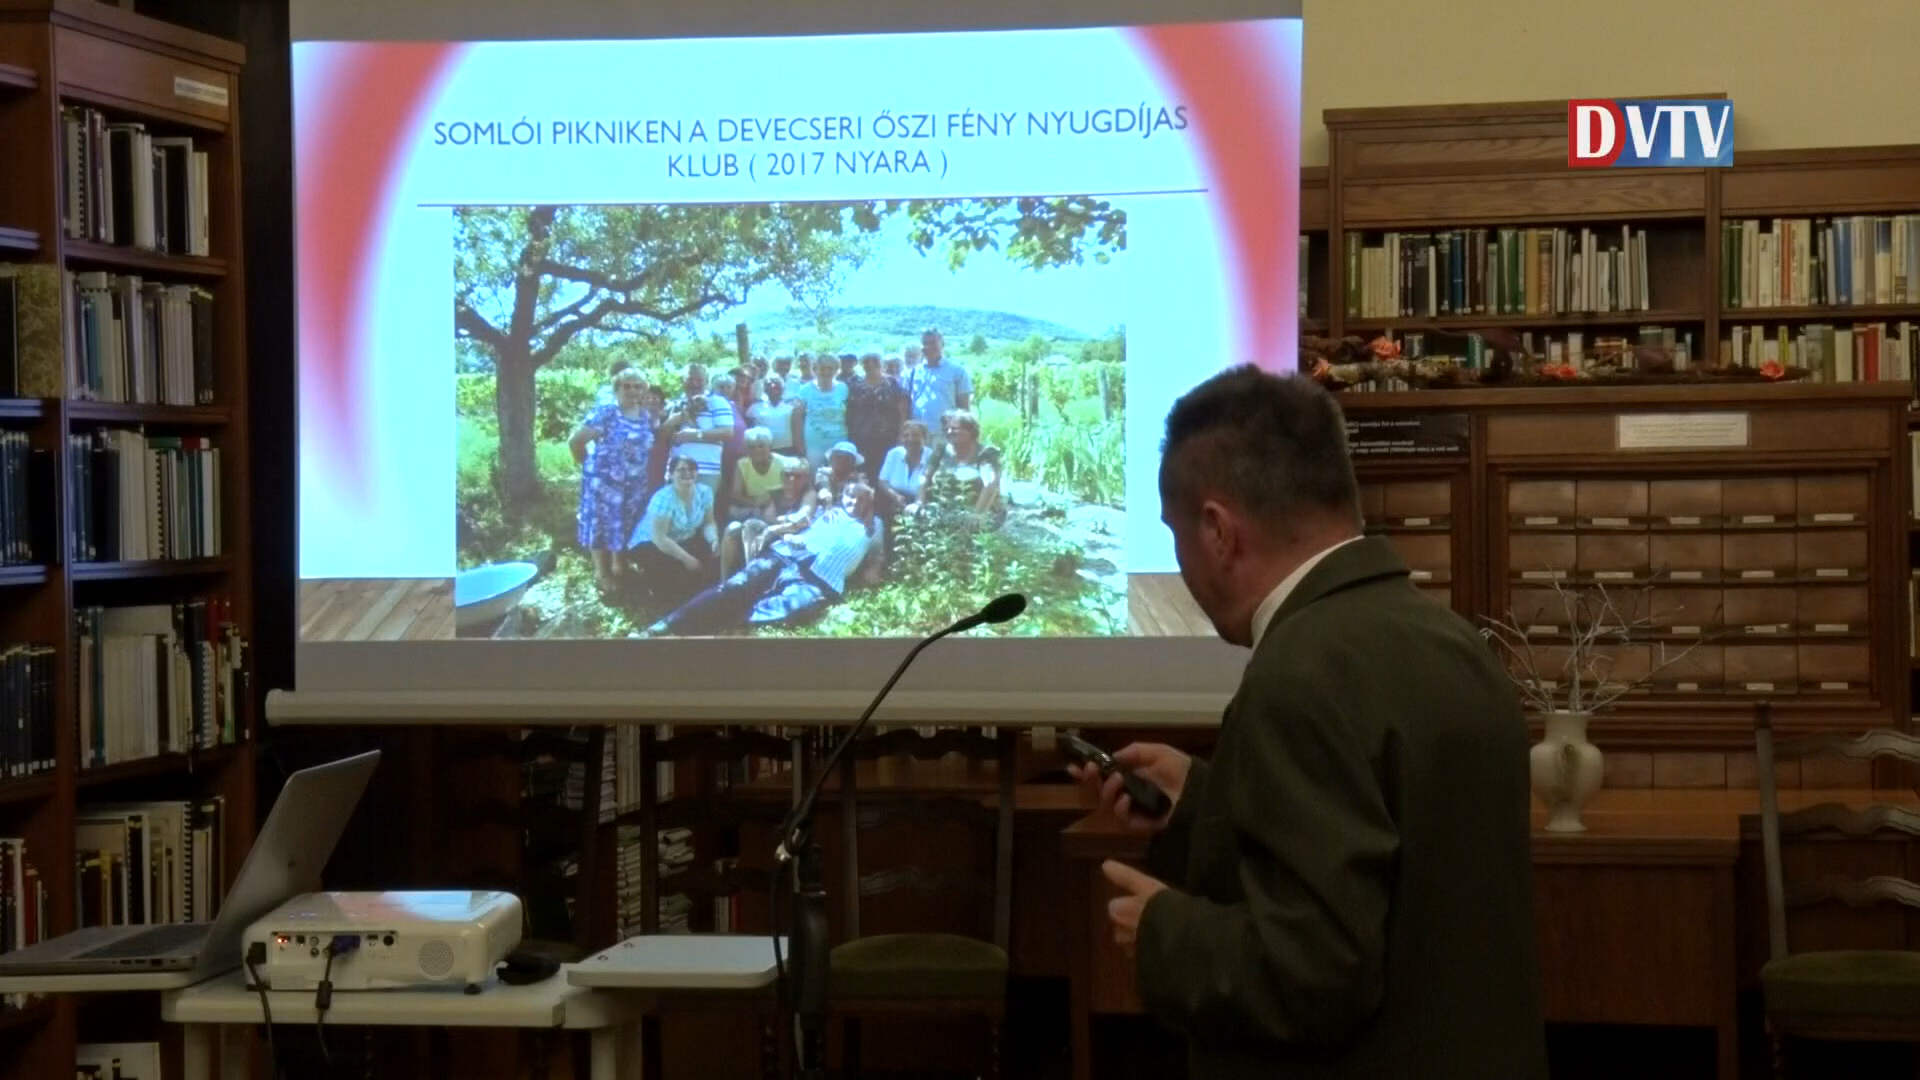 SOMLÓI PIKNIKEN A DEVECSERI ŐSZI FÉNY NYUGDÍJAS
KLUB ( 2017 NYARA )
DVTV